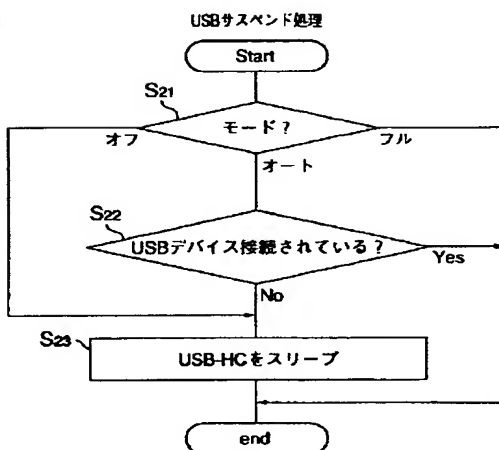 USBサスペンド処理
Start
S21
モード?
オフ
フル
オート
S22
USBデバイス接続されている?
Yes
No
S23
USB-HCをスリープ
end